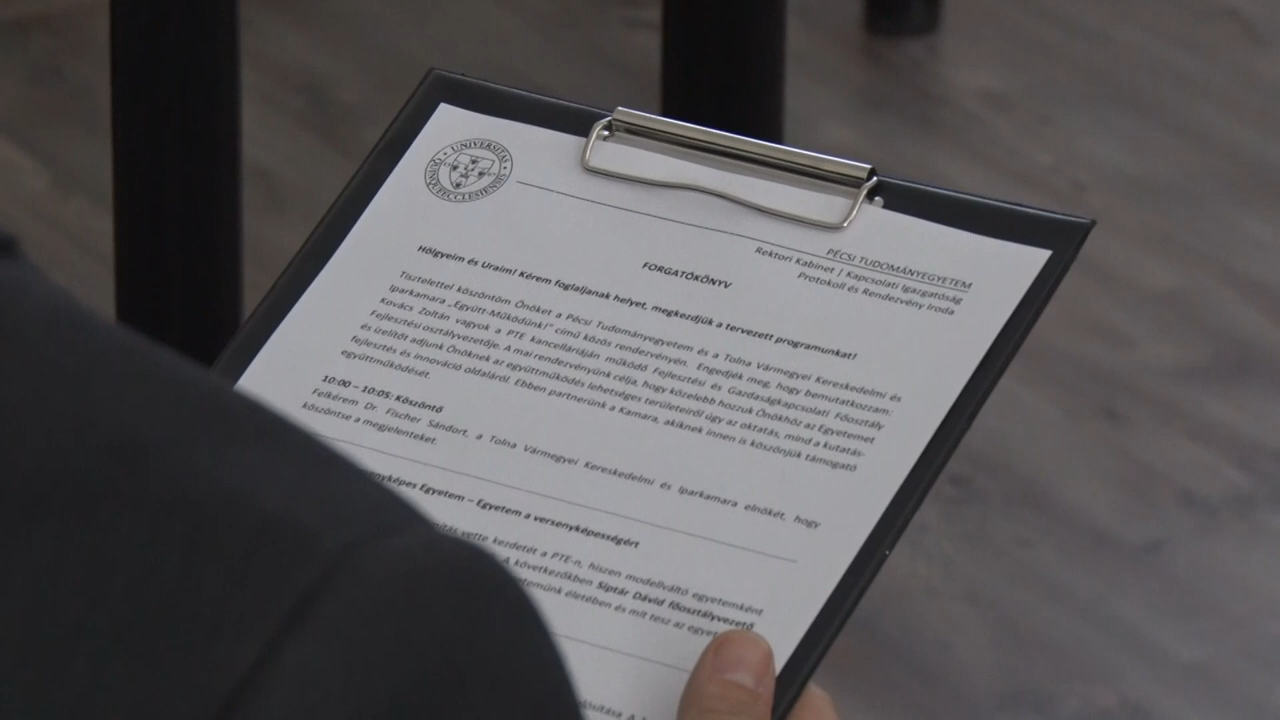 UNIVERSITAS QUINQUEECCLESIENSIS
PÉCSI TUDOMÁNYEGYETEM
Rektori Kabinet | Kapcsolati Igazgatóság
Protokoll és Rendezvény Iroda
FORGATÓKÖNYV
Hölgyeim és Uraim! Kérem foglaljanak helyet, megkezdjük a tervezett programunkat!
Tisztelettel köszöntöm Önöket a Pécsi Tudományegyetem és a Tolna Vármegyei Kereskedelmi és
Iparkamara „Együtt-Működünk!" című közös rendezvényén. Engedjék meg, hogy bemutatkozzam:
Kovács Zoltán vagyok a PTE kancelláriáján működő Fejlesztési és Gazdaságkapcsolati Főosztály
Fejlesztési osztályvezetője. A mai rendezvényünk célja, hogy közelebb hozzuk Önökhöz az Egyetemet
és ízelítőt adjunk Önöknek az együttműködés lehetséges területeiről úgy az oktatás, mind a kutatás-
fejlesztés és innováció oldaláról. Ebben partnerünk a Kamara, akiknek innen is köszönjük támogató
együttműködését.
10:00 – 10:05: Köszöntő
Felkérem Dr. Fischer Sándort, a Tolna Vármegyei Kereskedelmi és Iparkamara elnökét, hogy
köszöntse a megjelenteket.
Egyetem – Egyetem a versenyképességért
vette kezdetét a PTE-n, hiszen modellváltó egyetemként
A következőkben Siptár Dávid főosztályvezető
életében és mit tesz az